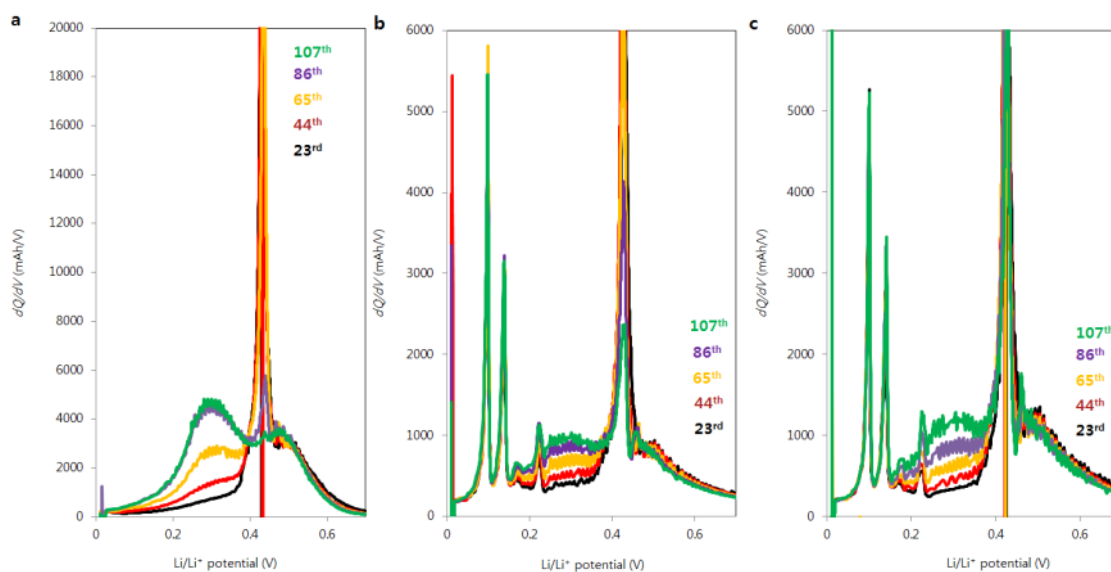 a
20000
18000
16000
14000
12000
10000
8000
6000
4000
2000
0
dQ/dV (mAh/V)
107th
86th
65th
44th
23rd
0
0.2
0.4
0.6
Li/Li+ potential (V)
b
6000
5000
4000
3000
2000
1000
0
dQ/dV (mAh/V)
107th
86th
65th
44th
23rd
0
0.2
0.4
0.6
Li/Li+ potential (V)
c
6000
5000
4000
3000
2000
1000
0
dQ/dV (mAh/V)
107th
86th
65th
44th
23rd
0
0.2
0.4
0.6
Li/Li+ potential (V)